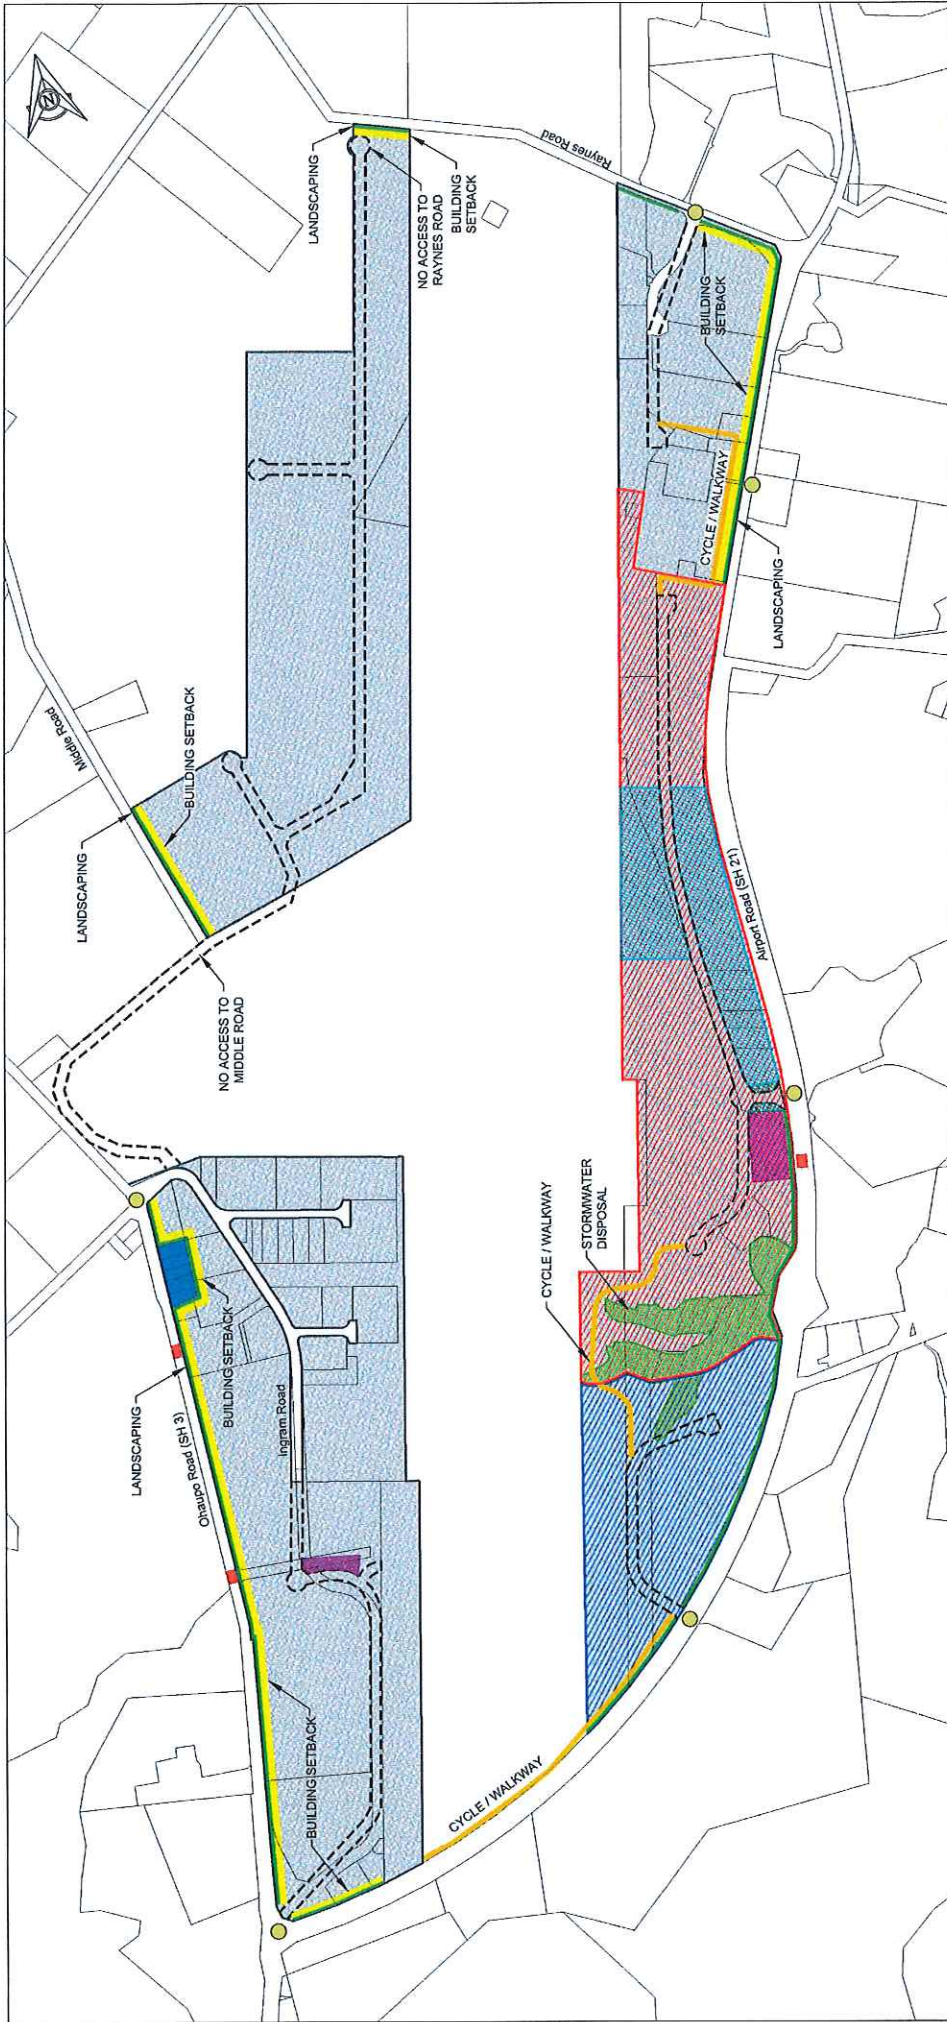 N
LANDSCAPING
NO ACCESS TO
RAYNES ROAD
BUILDING
SETBACK
Raynes Road
BUILDING
SETBACK
CYCLE / WALKWAY
LANDSCAPING
Middle Road
LANDSCAPING
BUILDING SETBACK
NO ACCESS TO
MIDDLE ROAD
Airport Road (SH 21)
CYCLE / WALKWAY
STORMWATER
DISPOSAL
BUILDING SETBACK
LANDSCAPING
Ohaupo Road (SH 3)
Ingram Road
BUILDING SETBACK
CYCLE / WALKWAY